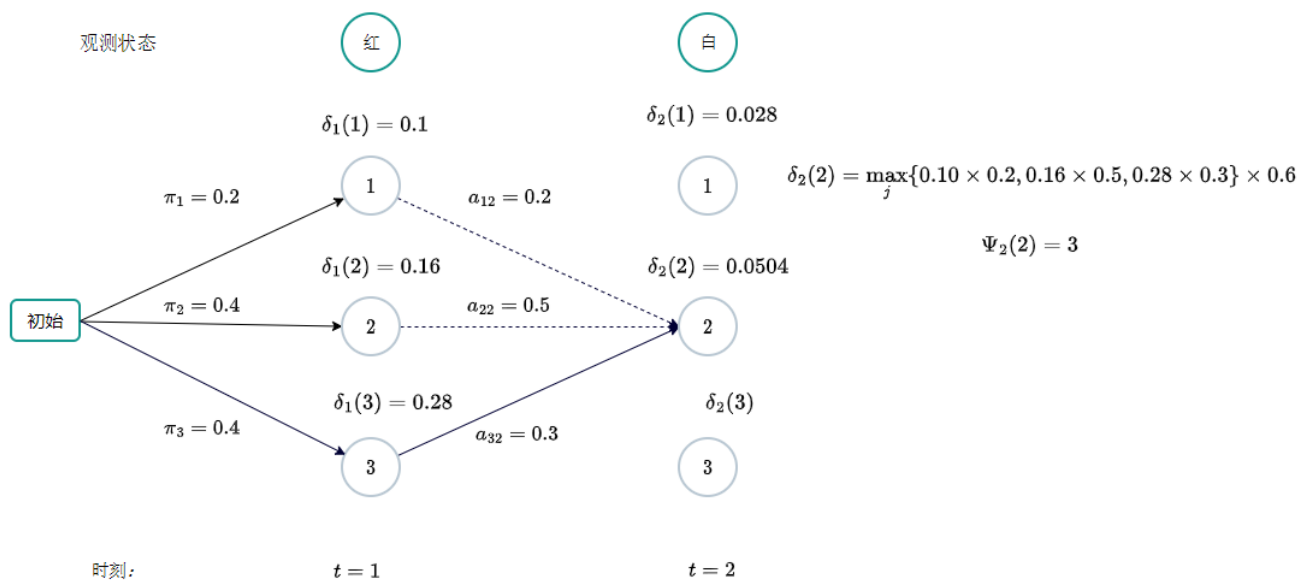 观测状态 红 白
δ₁(1) = 0.1 δ₂(1) = 0.028
π₁ = 0.2 1 a₁₂ = 0.2 1 δ₂(2) = max{0.10 × 0.2, 0.16 × 0.5, 0.28 × 0.3} × 0.6
j
Ψ₂(2) = 3
δ₁(2) = 0.16 δ₂(2) = 0.0504
π₂ = 0.4 a₂₂ = 0.5
初始 2 2
δ₁(3) = 0.28 δ₂(3)
π₃ = 0.4 a₃₂ = 0.3
3 3
时刻: t = 1 t = 2